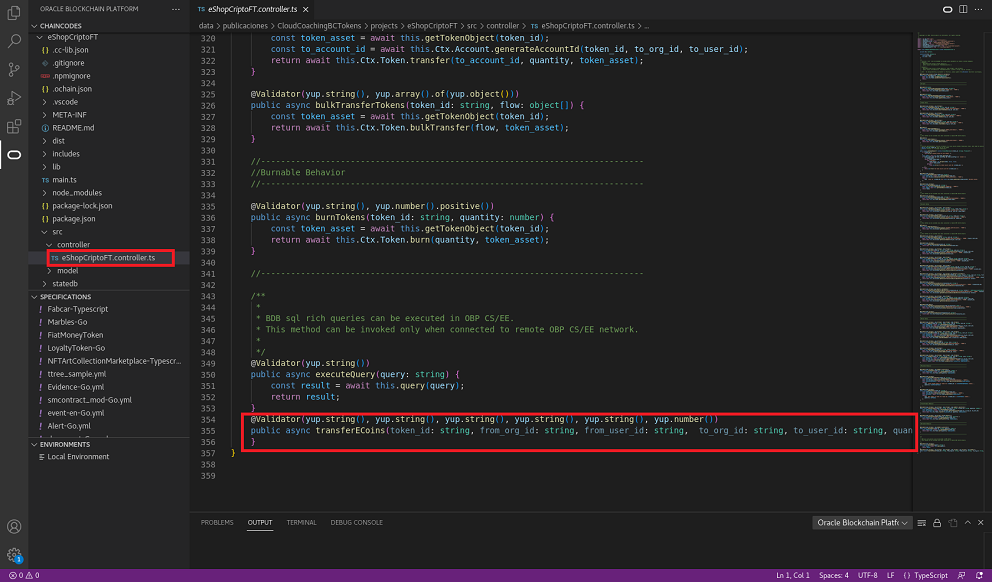 ORACLE BLOCKCHAIN PLATFORM
CHAINCODES
eShopCriptoFT
.cc-lib.json
.gitignore
.npmignore
.ochain.json
.vscode
META-INF
README.md
dist
includes
lib
TS main.ts
node_modules
package-lock.json
package.json
src
controller
TS eShopCriptoFT.controller.ts
model
statedb
SPECIFICATIONS
Fabcar-Typescript
Marbles-Go
FiatMoneyToken
LoyaltyToken-Go
NFTArtCollectionMarketplace-Typescr...
ttree_sample.yml
Evidence-Go.yml
smcontract_mod-Go.yml
event-en-Go.yml
Alert-Go.yml
ENVIRONMENTS
Local Environment
TS eShopCriptoFT.controller.ts
data > publicaciones > CloudCoachingBCTokens > projects > eShopCriptoFT > src > controller > TS eShopCriptoFT.controller.ts > ...
320 const token_asset = await this.getTokenObject(token_id);
321 const to_account_id = await this.Ctx.Account.generateAccountId(token_id, to_org_id, to_user_id);
322 return await this.Ctx.Token.transfer(to_account_id, quantity, token_asset);
323 }
324
325 @Validator(yup.string(), yup.array().of(yup.object()))
326 public async bulkTransferTokens(token_id: string, flow: object[]) {
327 const token_asset = await this.getTokenObject(token_id);
328 return await this.Ctx.Token.bulkTransfer(flow, token_asset);
329 }
330
331 //---------------------------------------------------------------------------
332 //Burnable Behavior
333 //---------------------------------------------------------------------------
334
335 @Validator(yup.string(), yup.number().positive())
336 public async burnTokens(token_id: string, quantity: number) {
337 const token_asset = await this.getTokenObject(token_id);
338 return await this.Ctx.Token.burn(quantity, token_asset);
339 }
340
341 //---------------------------------------------------------------------------
342
343 /**
344 *
345 * BDB sql rich queries can be executed in OBP CS/EE.
346 * This method can be invoked only when connected to remote OBP CS/EE network.
347 *
348 */
349 @Validator(yup.string())
350 public async executeQuery(query: string) {
351 const result = await this.query(query);
352 return result;
353 }
354 @Validator(yup.string(), yup.string(), yup.string(), yup.string(), yup.string(), yup.number())
355 public async transferECoins(token_id: string, from_org_id: string, from_user_id: string, to_org_id: string, to_user_id: string, quan
356 }
357 }
358
359
PROBLEMS OUTPUT TERMINAL DEBUG CONSOLE
Oracle Blockchain Platfo
1
0 0
Ln 1, Col 1 Spaces: 4 UTF-8 LF TypeScript